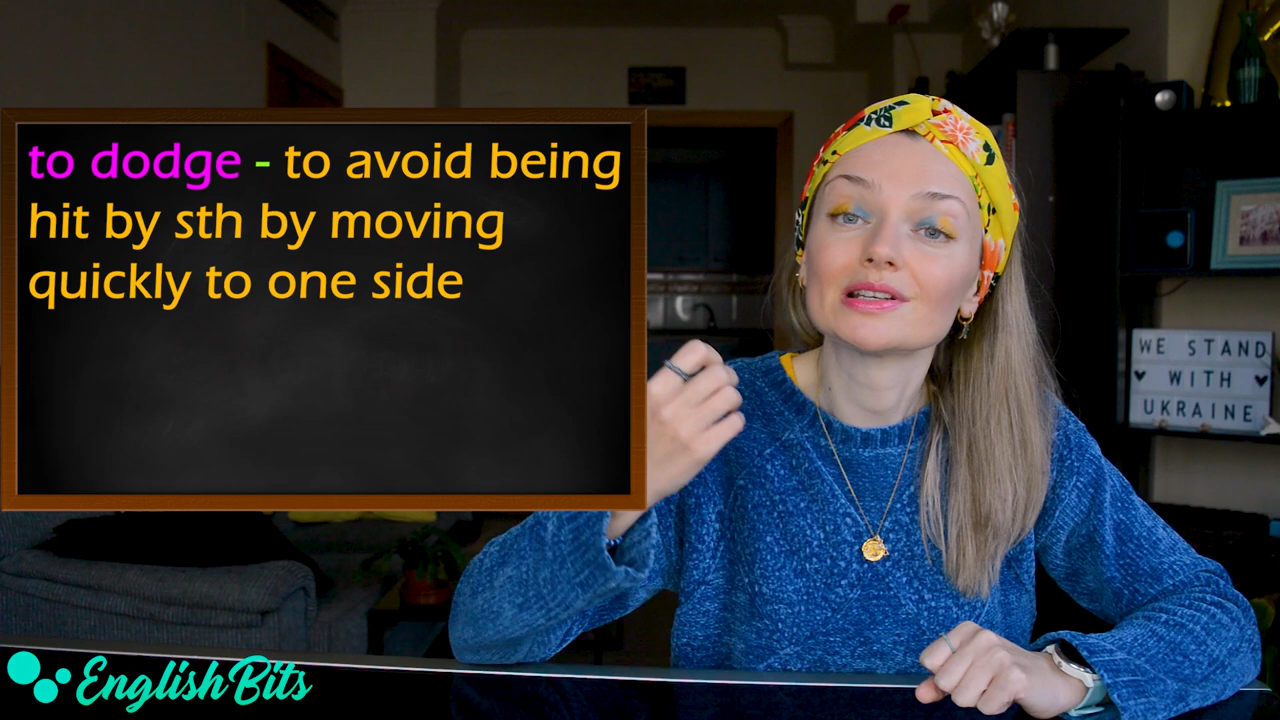 to dodge - to avoid being
hit by sth by moving
quickly to one side
WE STAND
WITH
UKRAINE
EnglishBits